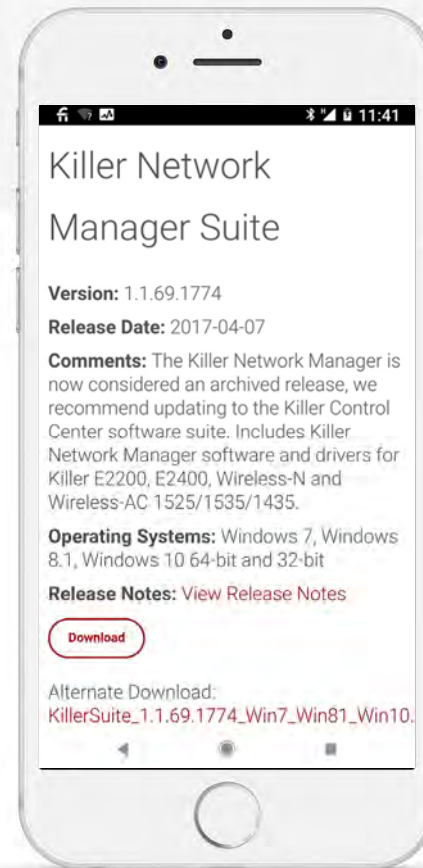 fi 11:41
Killer Network
Manager Suite
Version: 1.1.69.1774
Release Date: 2017-04-07
Comments: The Killer Network Manager is
now considered an archived release, we
recommend updating to the Killer Control
Center software suite. Includes Killer
Network Manager software and drivers for
Killer E2200, E2400, Wireless-N and
Wireless-AC 1525/1535/1435.
Operating Systems: Windows 7, Windows
8.1, Windows 10 64-bit and 32-bit
Release Notes: View Release Notes
Download
Alternate Download:
KillerSuite_1.1.69.1774_Win7_Win81_Win10.